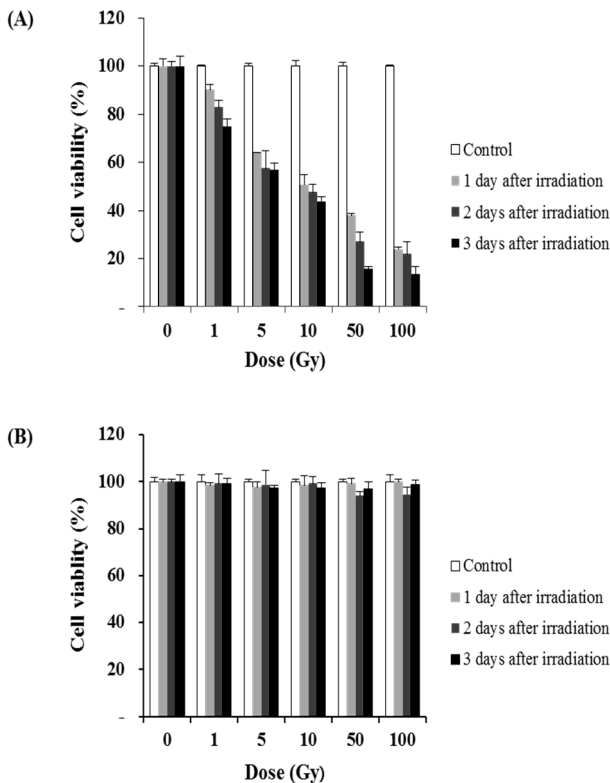 (A)
120
100
80
60
40
20
-
Cell viability (%)
0 1 5 10 50 100
Dose (Gy)
Control
1 day after irradiation
2 days after irradiation
3 days after irradiation
(B)
120
100
80
60
40
20
-
Cell viablity (%)
0 1 5 10 50 100
Dose (Gy)
Control
1 day after irradiation
2 days after irradiation
3 days after irradiation